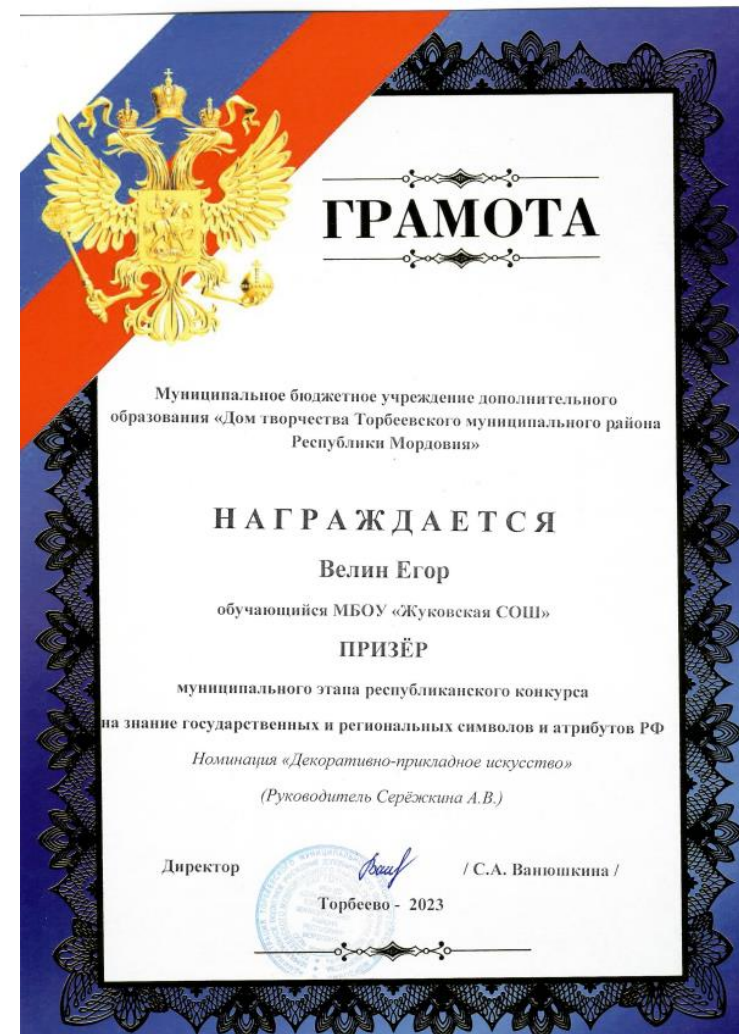 ГРАМОТА
Муниципальное бюджетное учреждение дополнительного
образования «Дом творчества Торбеевского муниципального района
Республики Мордовия»
НАГРАЖДАЕТСЯ
Велин Егор
обучающийся МБОУ «Жуковская СОШ»
ПРИЗЁР
муниципального этапа республиканского конкурса
на знание государственных и региональных символов и атрибутов РФ
Номинация «Декоративно-прикладное искусство»
(Руководитель Серёжкина А.В.)
Директор / С.А. Ванюшкина /
Торбеево - 2023